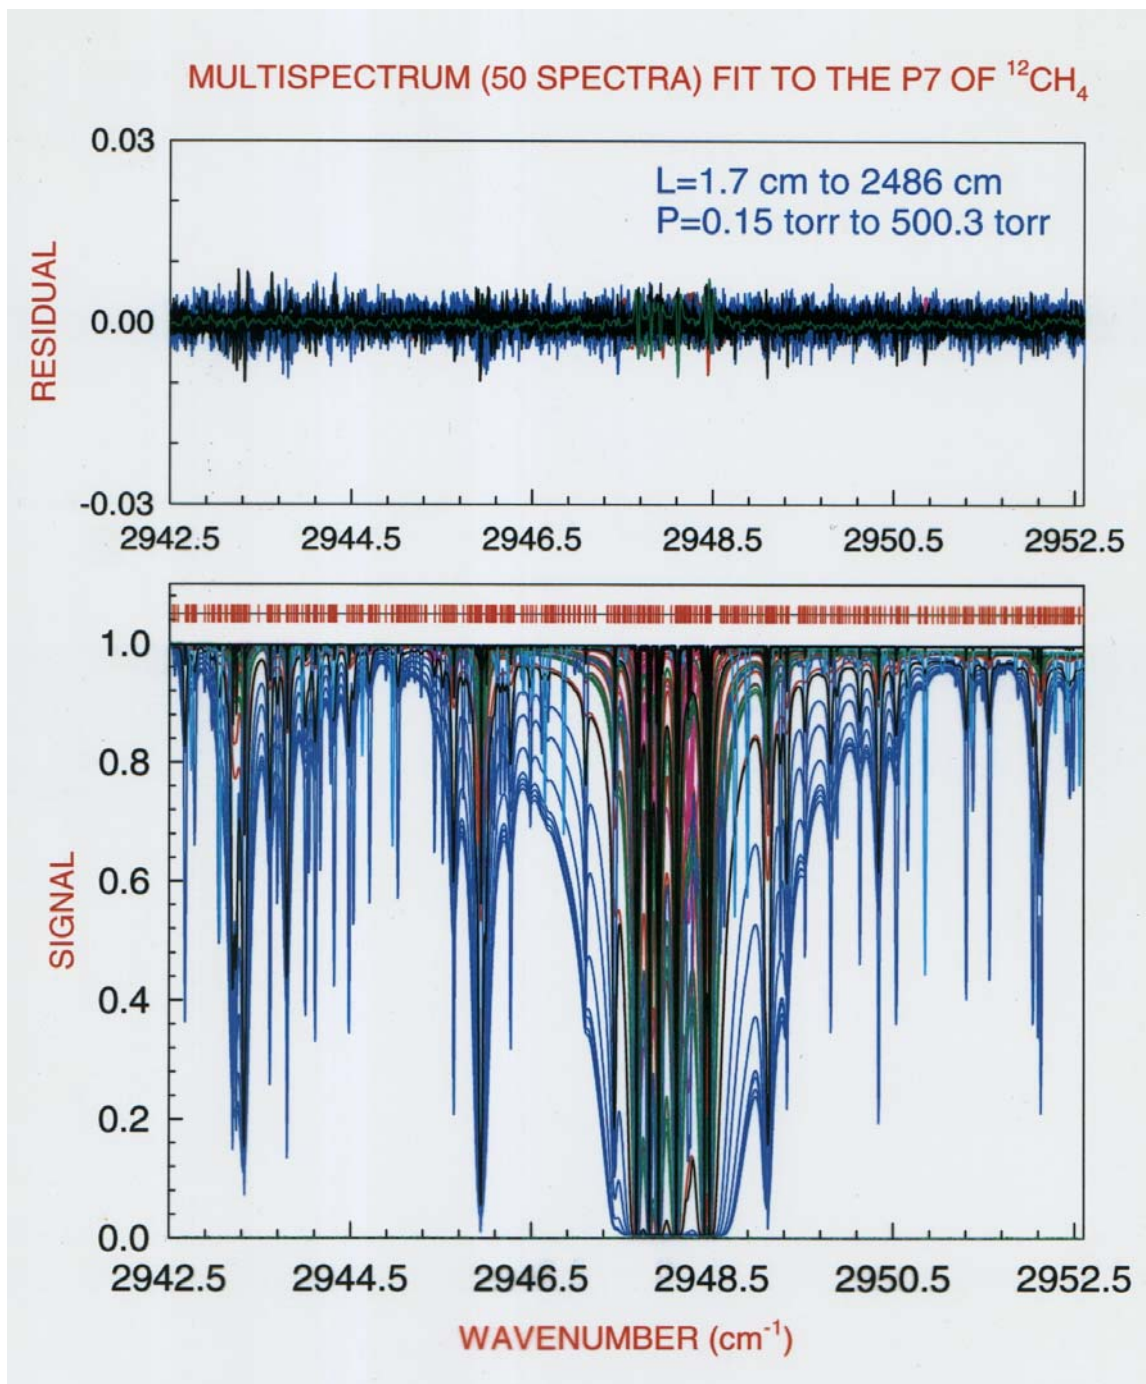 MULTISPECTRUM (50 SPECTRA) FIT TO THE P7 OF ¹²CH₄
0.03
L=1.7 cm to 2486 cm
P=0.15 torr to 500.3 torr
RESIDUAL
0.00
-0.03
2942.5 2944.5 2946.5 2948.5 2950.5 2952.5
1.0
0.8
0.6
SIGNAL
0.4
0.2
0.0
2942.5 2944.5 2946.5 2948.5 2950.5 2952.5
WAVENUMBER (cm⁻¹)